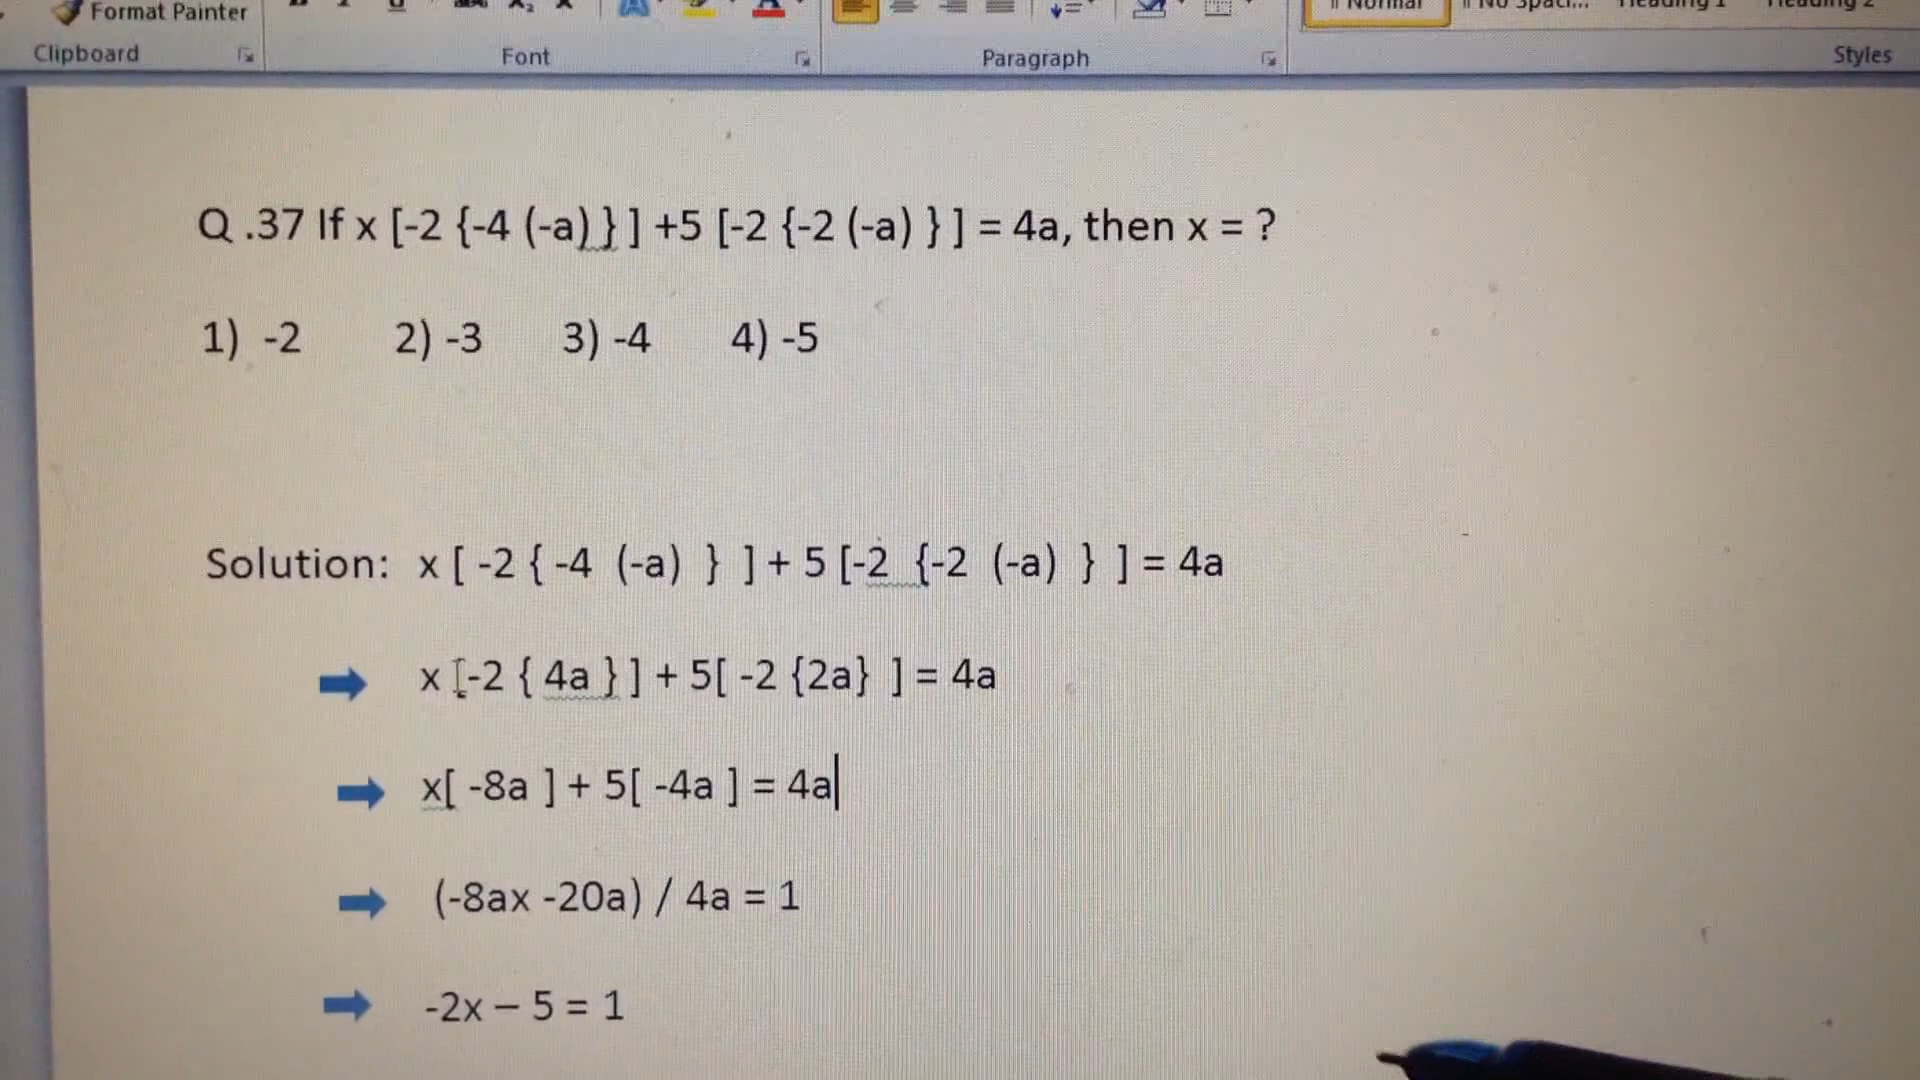 Format Painter
Clipboard Font Paragraph Styles
Q .37 If x [-2 {-4 (-a) } ] +5 [-2 {-2 (-a) } ] = 4a, then x = ?
1) -2 2) -3 3) -4 4) -5
Solution: x [ -2 { -4 (-a) } ] + 5 [-2 {-2 (-a) } ] = 4a
x [-2 { 4a } ] + 5[ -2 {2a} ] = 4a
x[ -8a ] + 5[ -4a ] = 4a
(-8ax -20a) / 4a = 1
-2x – 5 = 1